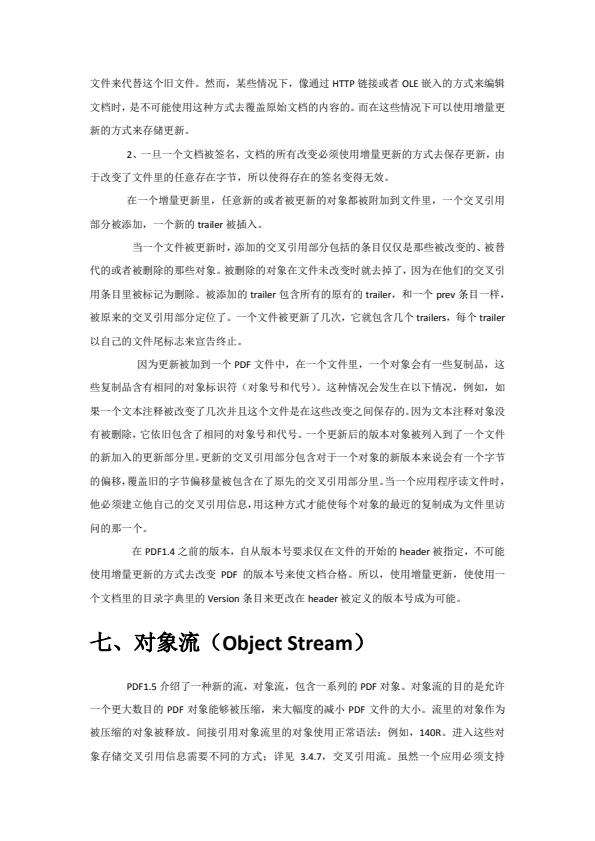 文件来代替这个旧文件。然而，某些情况下，像通过 HTTP 链接或者 OLE 嵌入的方式来编辑
文档时，是不可能使用这种方式去覆盖原始文档的内容的。而在这些情况下可以使用增量更
新的方式来存储更新。
2、一旦一个文档被签名，文档的所有改变必须使用增量更新的方式去保存更新，由
于改变了文件里的任意存在字节，所以使得存在的签名变得无效。
在一个增量更新里，任意新的或者被更新的对象都被附加到文件里，一个交叉引用
部分被添加，一个新的 trailer 被插入。
当一个文件被更新时，添加的交叉引用部分包括的条目仅仅是那些被改变的、被替
代的或者被删除的那些对象。被删除的对象在文件未改变时就去掉了，因为在他们的交叉引
用条目里被标记为删除。被添加的 trailer 包含所有的原有的 trailer，和一个 prev 条目一样，
被原来的交叉引用部分定位了。一个文件被更新了几次，它就包含几个 trailers，每个 trailer
以自己的文件尾标志来宣告终止。
因为更新被加到一个 PDF 文件中，在一个文件里，一个对象会有一些复制品，这
些复制品含有相同的对象标识符（对象号和代号）。这种情况会发生在以下情况，例如，如
果一个文本注释被改变了几次并且这个文件是在这些改变之间保存的。因为文本注释对象没
有被删除，它依旧包含了相同的对象号和代号。一个更新后的版本对象被列入到了一个文件
的新加入的更新部分里。更新的交叉引用部分包含对于一个对象的新版本来说会有一个字节
的偏移，覆盖旧的字节偏移量被包含在了原先的交叉引用部分里。当一个应用程序读文件时，
他必须建立他自己的交叉引用信息，用这种方式才能使每个对象的最近的复制成为文件里访
问的那一个。
在 PDF1.4 之前的版本，自从版本号要求仅在文件的开始的 header 被指定，不可能
使用增量更新的方式去改变 PDF 的版本号来使文档合格。所以，使用增量更新，使使用一
个文档里的目录字典里的 Version 条目来更改在 header 被定义的版本号成为可能。
七、对象流（Object Stream）
PDF1.5 介绍了一种新的流，对象流，包含一系列的 PDF 对象。对象流的目的是允许
一个更大数目的 PDF 对象能够被压缩，来大幅度的减小 PDF 文件的大小。流里的对象作为
被压缩的对象被释放。间接引用对象流里的对象使用正常语法：例如，140R。进入这些对
象存储交叉引用信息需要不同的方式；详见 3.4.7，交叉引用流。虽然一个应用必须支持